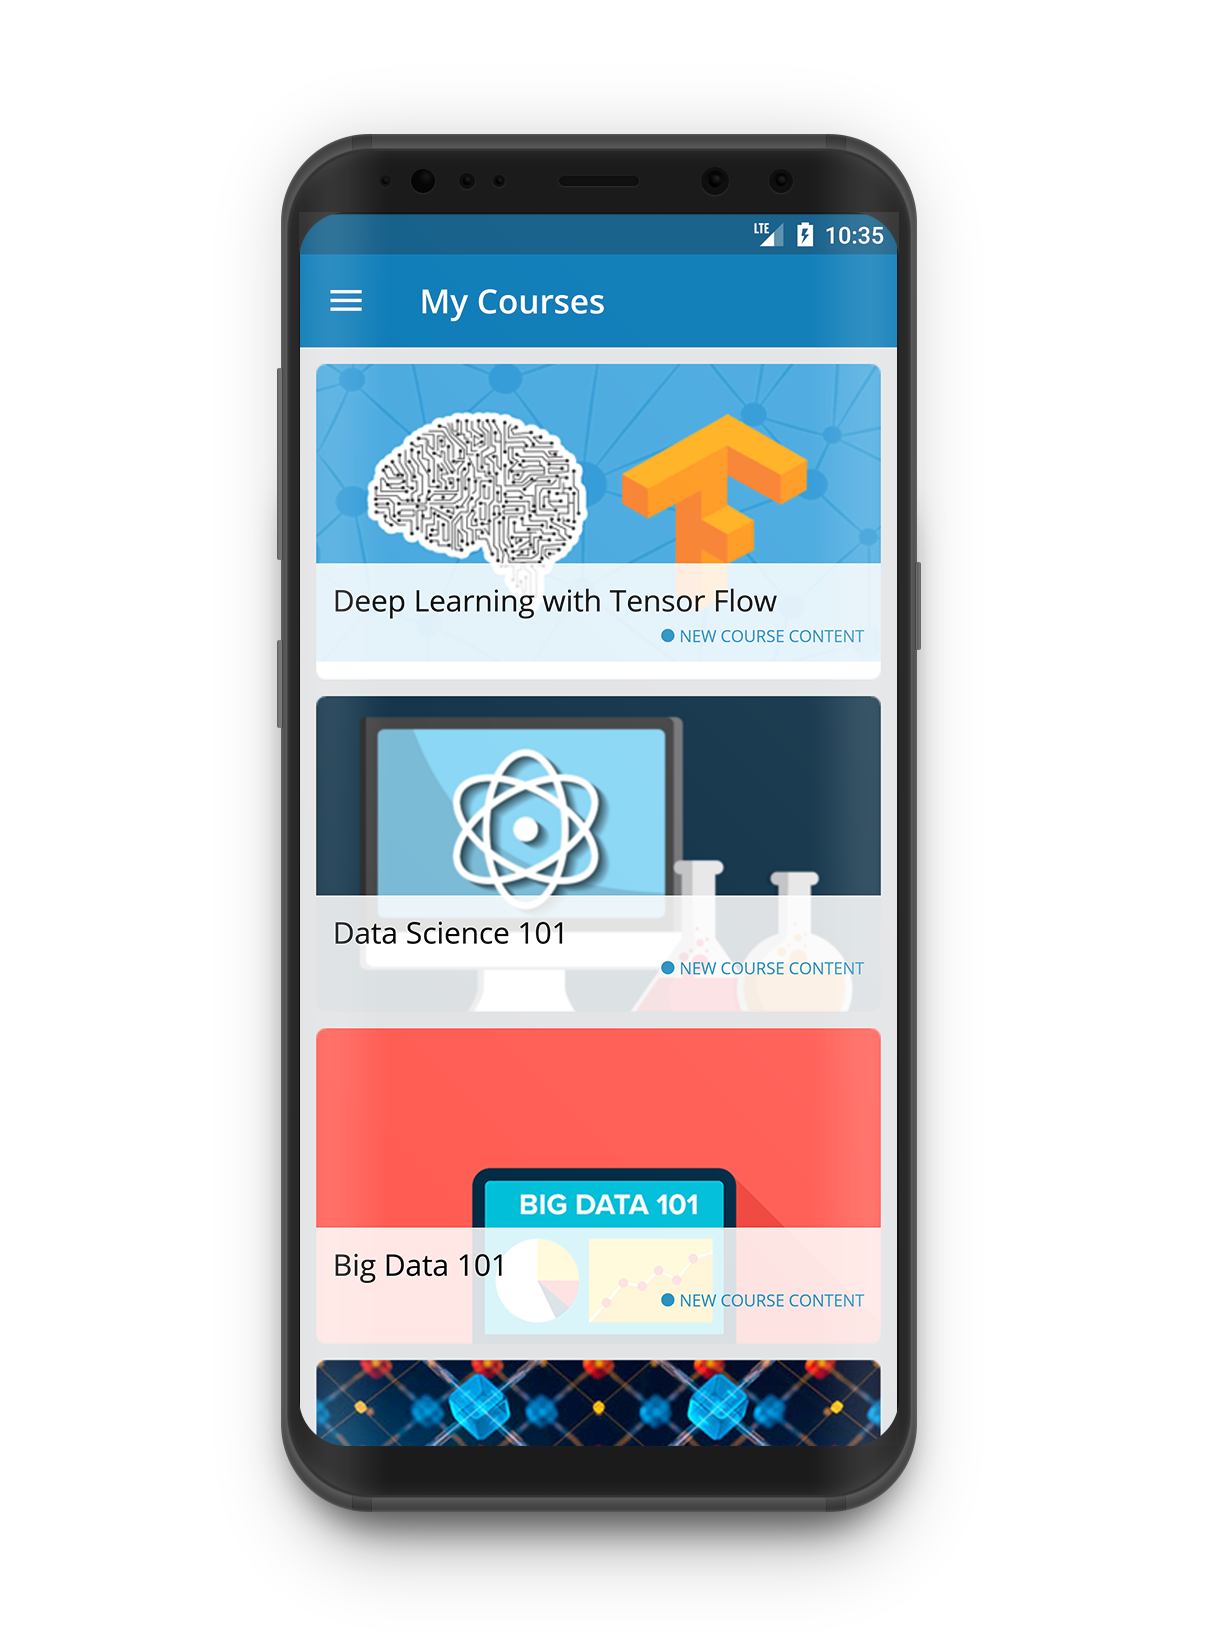 LTE 10:35
My Courses
Deep Learning with Tensor Flow
NEW COURSE CONTENT
Data Science 101
NEW COURSE CONTENT
BIG DATA 101
Big Data 101
NEW COURSE CONTENT